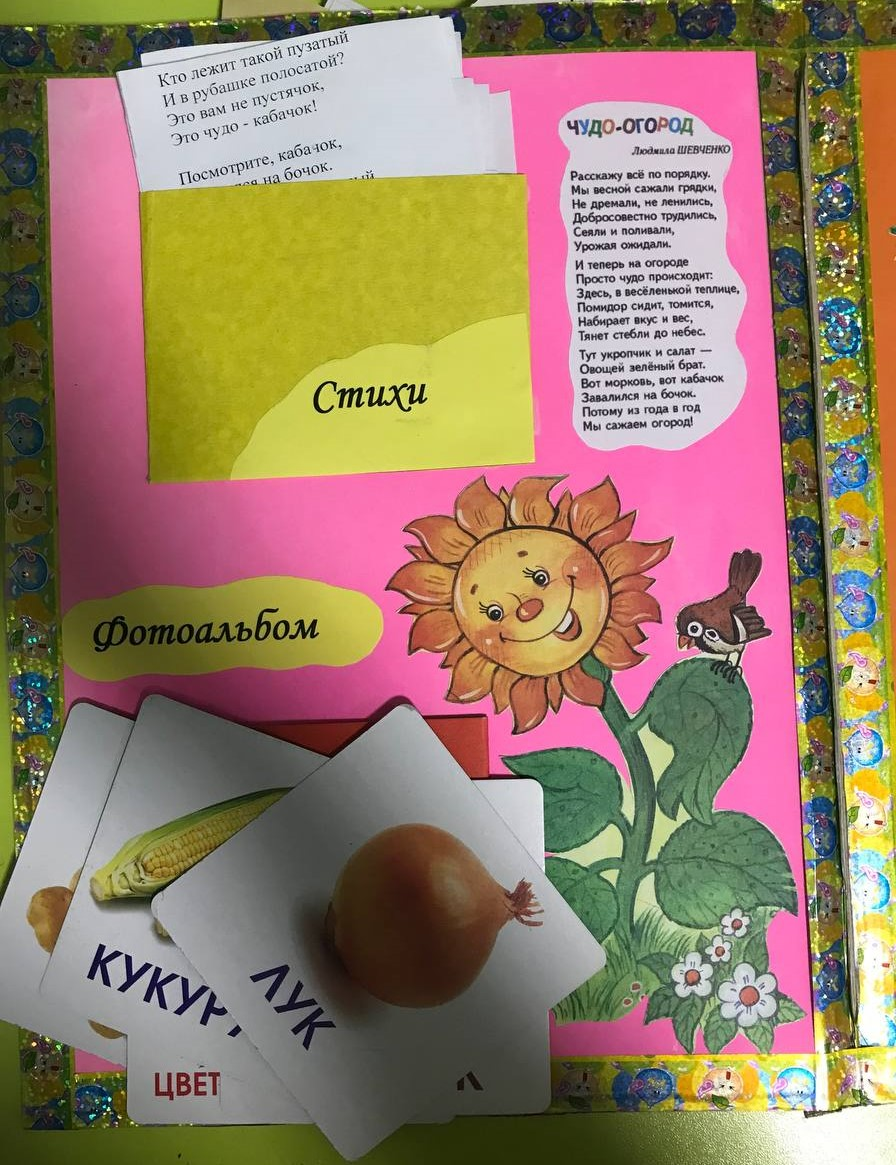 Кто лежит такой пузатый
И в рубашке полосатой?
Это вам не пустячок,
Это чудо - кабачок!
Посмотрите, кабачок,
на бочок.
Стихи
ЧУДО-ОГОРОД
Людмила ШЕВЧЕНКО
Расскажу всё по порядку.
Мы весной сажали грядки,
Не дремали, не ленились,
Добросовестно трудились,
Сеяли и поливали,
Урожая ожидали.
И теперь на огороде
Просто чудо происходит:
Здесь, в весёленькой теплице,
Помидор сидит, томится,
Набирает вкус и вес,
Тянет стебли до небес.
Тут укропчик и салат —
Овощей зелёный брат.
Вот морковь, вот кабачок
Завалился на бочок.
Потому из года в год
Мы сажаем огород!
Фотоальбом
КУКУР
ЛУК
ЦВЕТ